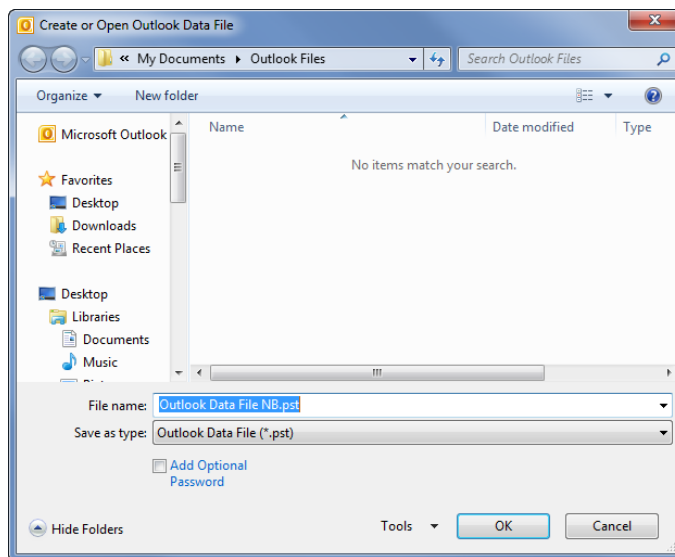 Create or Open Outlook Data File
« My Documents Outlook Files
Search Outlook Files
Organize New folder
Name Date modified Type
No items match your search.
Microsoft Outlook
Favorites
Desktop
Downloads
Recent Places
Desktop
Libraries
Documents
Music
File name: Outlook Data File NB.pst
Save as type: Outlook Data File (*.pst)
Add Optional
Password
Hide Folders Tools OK Cancel